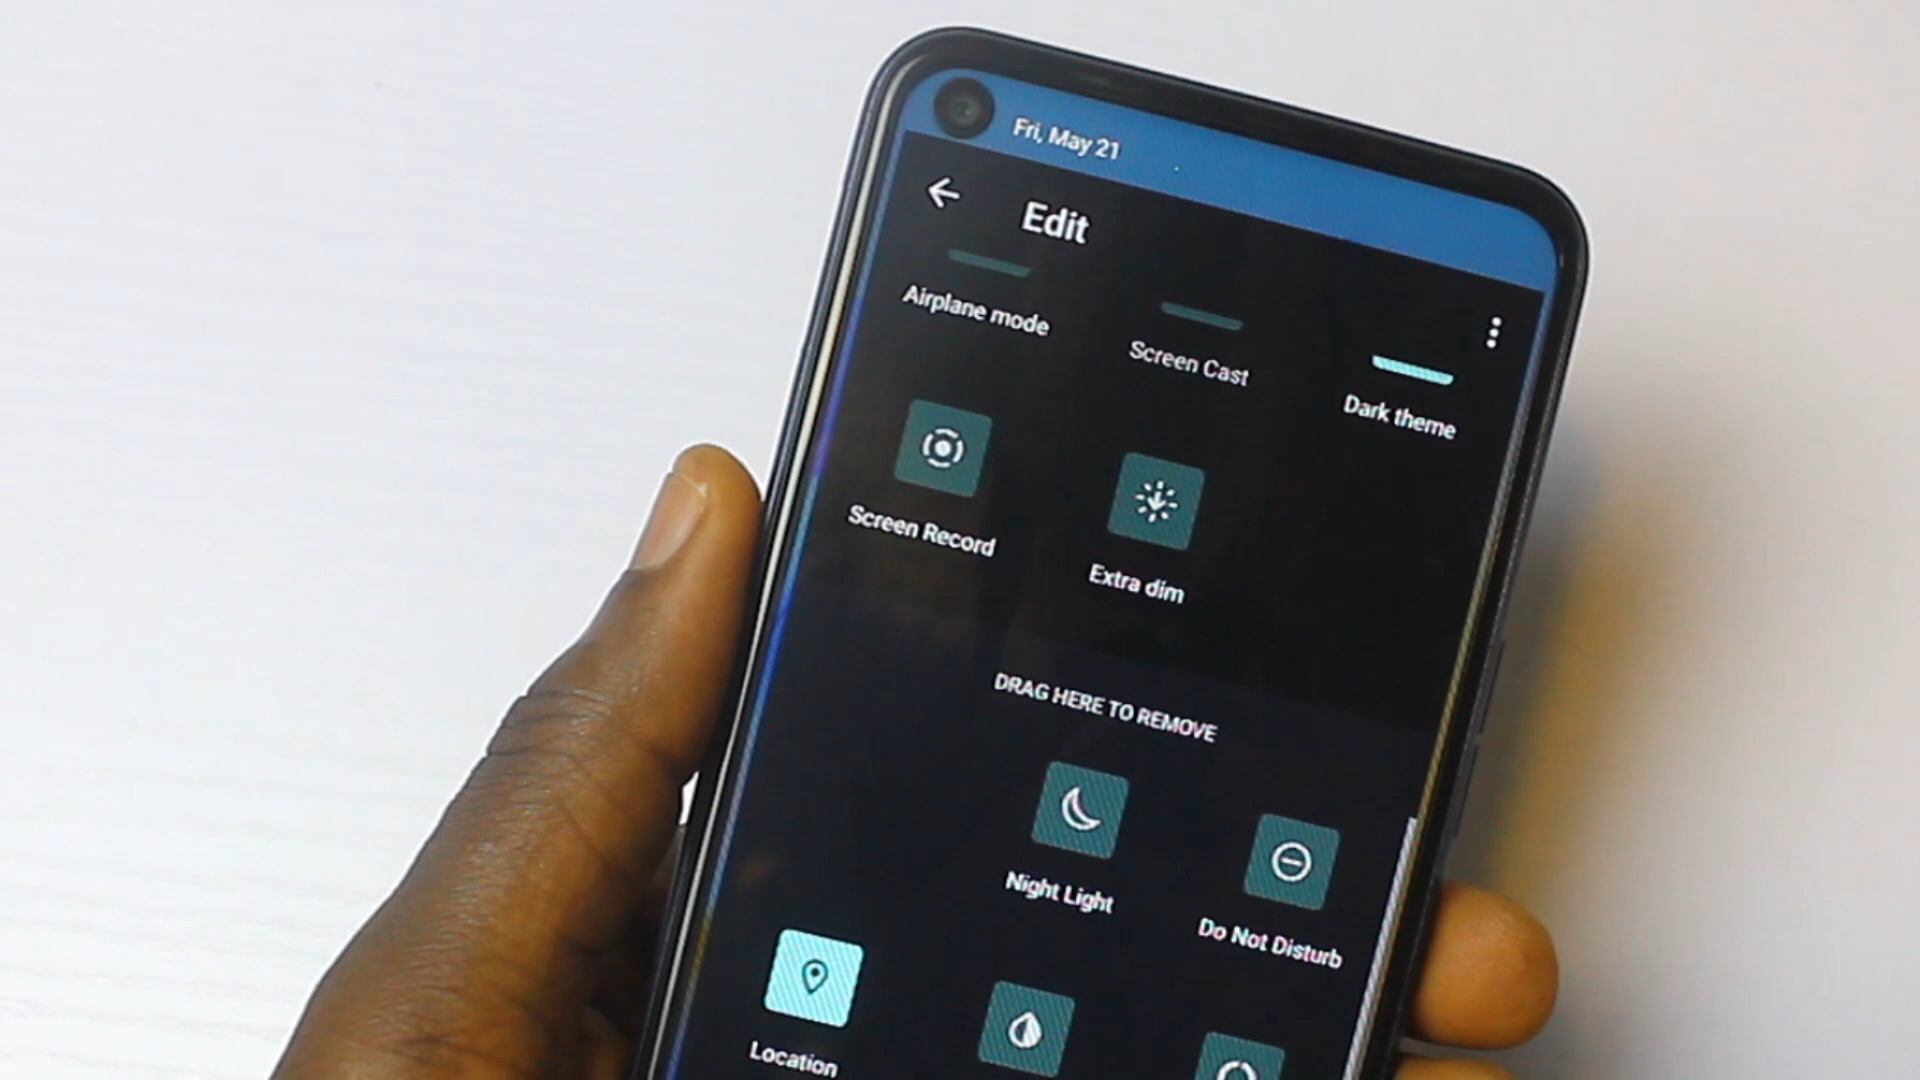 Fri, May 21
Edit
Airplane mode
Screen Cast
Dark theme
Screen Record
Extra dim
DRAG HERE TO REMOVE
Night Light
Do Not Disturb
Location